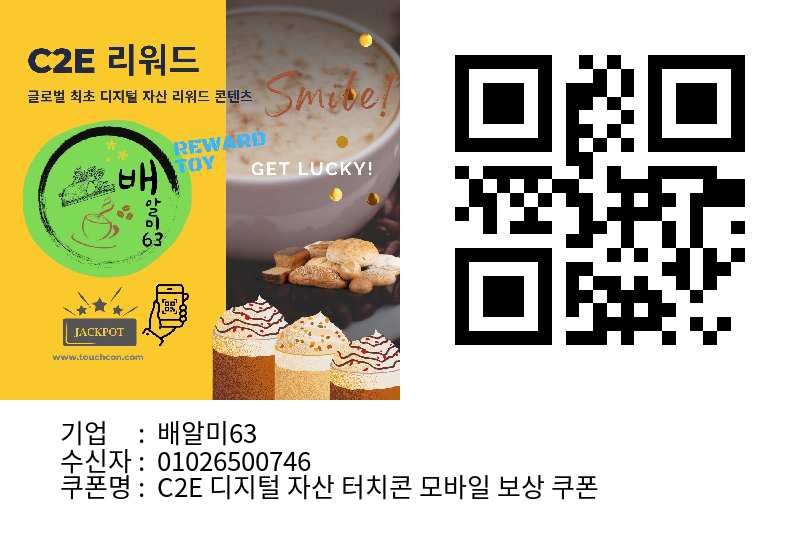 C2E 리워드
글로벌 최초 디지털 자산 리워드 콘텐츠
Smile!
REWARD
TOY
GET LUCKY!
배
알
미
63
JACKPOT
www.touchcon.com
기업 : 배알미63
수신자 : 01026500746
쿠폰명 : C2E 디지털 자산 터치콘 모바일 보상 쿠폰